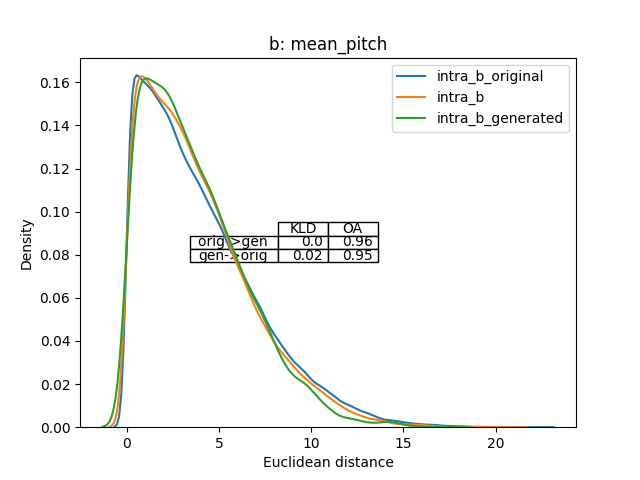 b: mean_pitch
intra_b_original
intra_b
intra_b_generated
KLD OA
orig->gen 0.0 0.96
gen->orig 0.02 0.95
Density
0.16
0.14
0.12
0.10
0.08
0.06
0.04
0.02
0.00
0 5 10 15 20
Euclidean distance